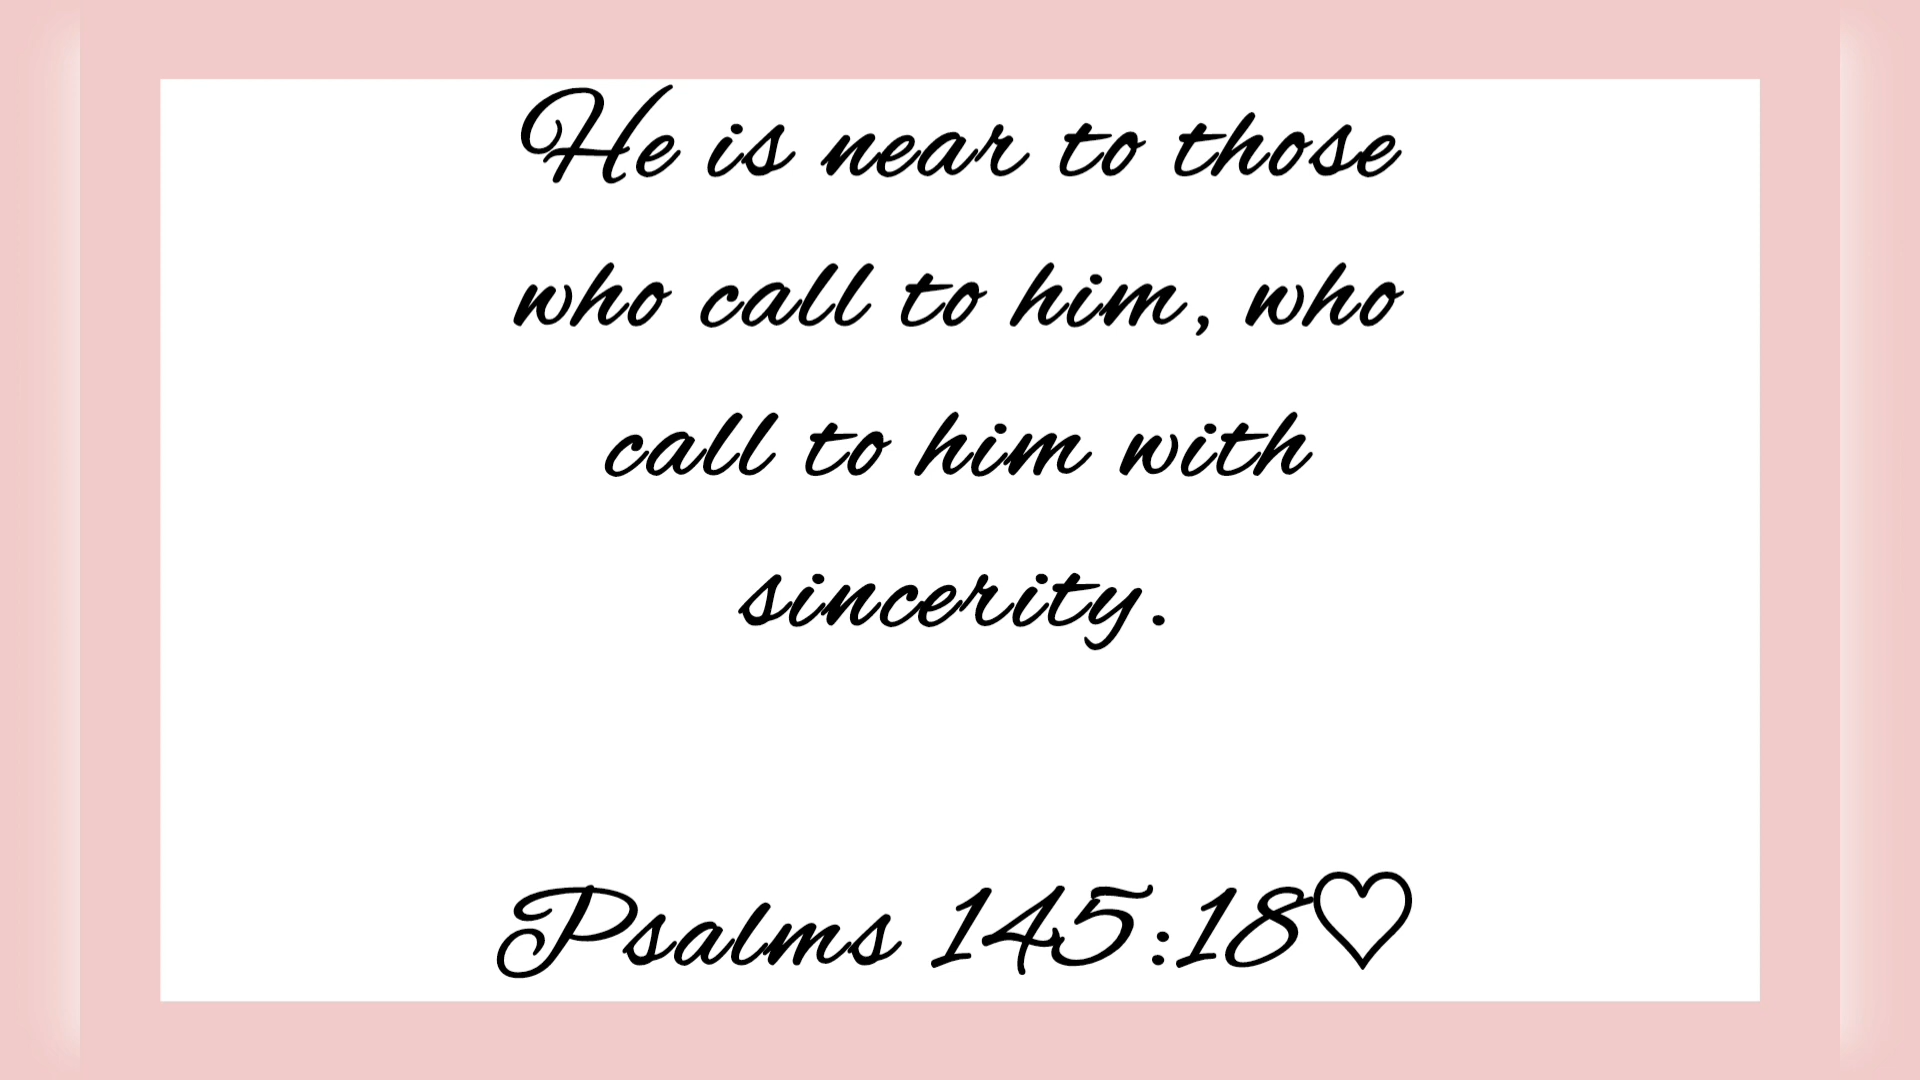 He is near to those
who call to him, who
call to him with
sincerity.
Psalms 145:18♡